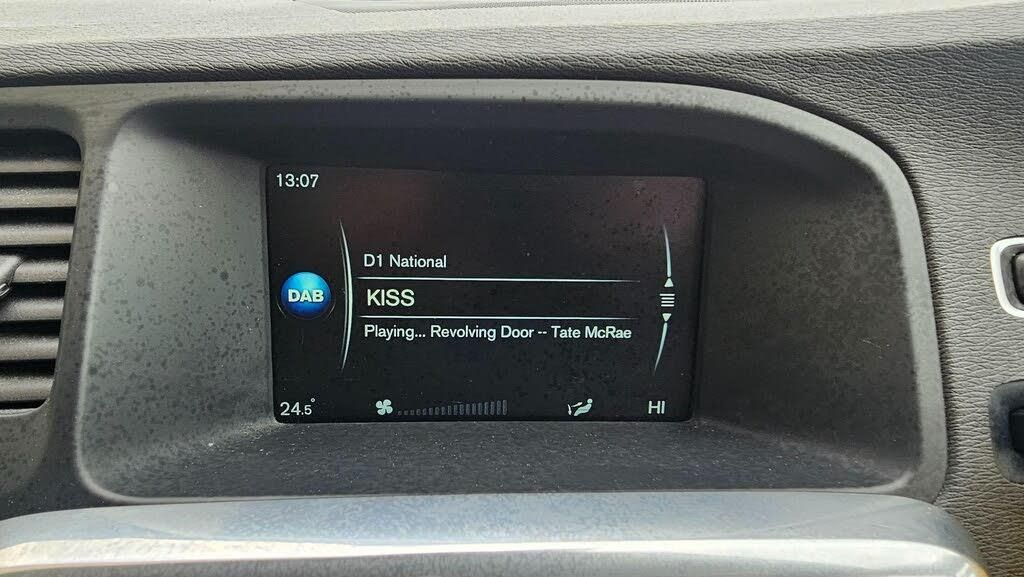 13:07
D1 National
DAB
KISS
Playing... Revolving Door -- Tate McRae
24.5°
HI